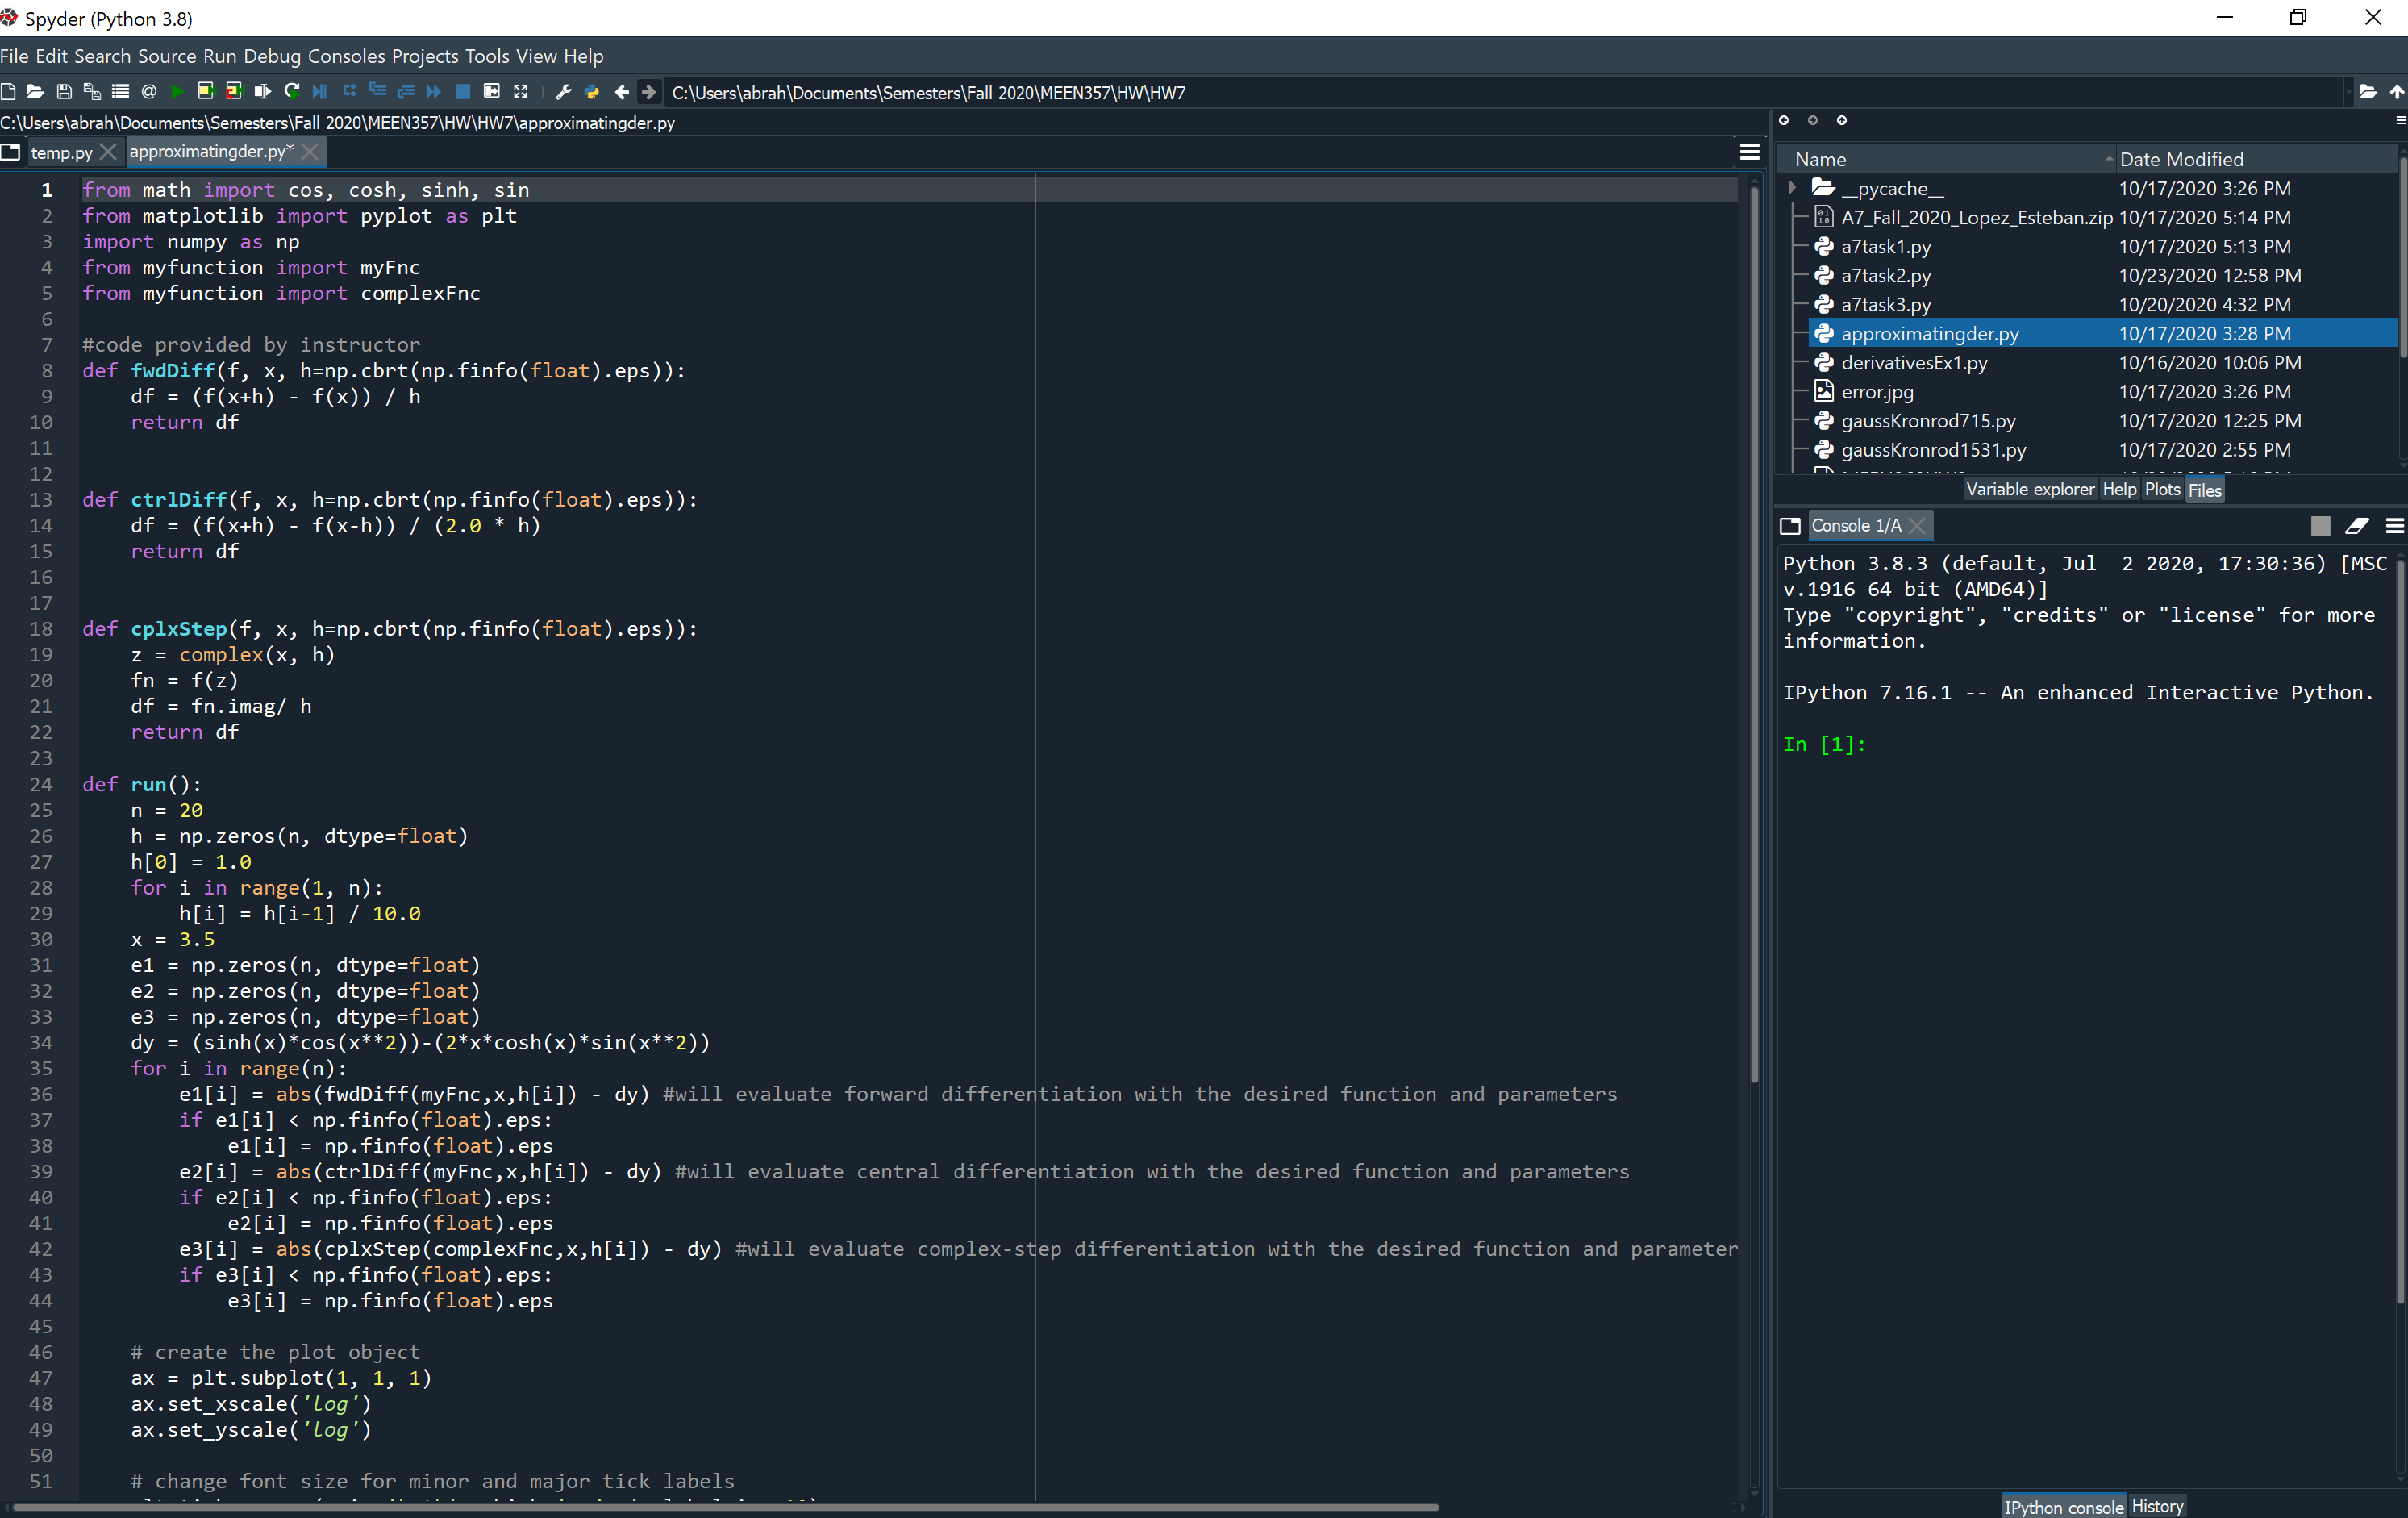 Spyder (Python 3.8)
File Edit Search Source Run Debug Consoles Projects Tools View Help
C:\Users\abrah\Documents\Semesters\Fall 2020\MEEN357\HW\HW7
C:\Users\abrah\Documents\Semesters\Fall 2020\MEEN357\HW\HW7\approximatingder.py
temp.py approximatingder.py*
1 from math import cos, cosh, sinh, sin
2 from matplotlib import pyplot as plt
3 import numpy as np
4 from myfunction import myFnc
5 from myfunction import complexFnc
6
7 #code provided by instructor
8 def fwdDiff(f, x, h=np.cbrt(np.finfo(float).eps)):
9     df = (f(x+h) - f(x)) / h
10     return df
11
12
13 def ctrlDiff(f, x, h=np.cbrt(np.finfo(float).eps)):
14     df = (f(x+h) - f(x-h)) / (2.0 * h)
15     return df
16
17
18 def cplxStep(f, x, h=np.cbrt(np.finfo(float).eps)):
19     z = complex(x, h)
20     fn = f(z)
21     df = fn.imag/ h
22     return df
23
24 def run():
25     n = 20
26     h = np.zeros(n, dtype=float)
27     h[0] = 1.0
28     for i in range(1, n):
29         h[i] = h[i-1] / 10.0
30     x = 3.5
31     e1 = np.zeros(n, dtype=float)
32     e2 = np.zeros(n, dtype=float)
33     e3 = np.zeros(n, dtype=float)
34     dy = (sinh(x)*cos(x**2))-(2*x*cosh(x)*sin(x**2))
35     for i in range(n):
36         e1[i] = abs(fwdDiff(myFnc,x,h[i]) - dy) #will evaluate forward differentiation with the desired function and parameters
37         if e1[i] < np.finfo(float).eps:
38             e1[i] = np.finfo(float).eps
39         e2[i] = abs(ctrlDiff(myFnc,x,h[i]) - dy) #will evaluate central differentiation with the desired function and parameters
40         if e2[i] < np.finfo(float).eps:
41             e2[i] = np.finfo(float).eps
42         e3[i] = abs(cplxStep(complexFnc,x,h[i]) - dy) #will evaluate complex-step differentiation with the desired function and parameter
43         if e3[i] < np.finfo(float).eps:
44             e3[i] = np.finfo(float).eps
45
46     # create the plot object
47     ax = plt.subplot(1, 1, 1)
48     ax.set_xscale('log')
49     ax.set_yscale('log')
50
51     # change font size for minor and major tick labels
Name Date Modified
__pycache__ 10/17/2020 3:26 PM
A7_Fall_2020_Lopez_Esteban.zip 10/17/2020 5:14 PM
a7task1.py 10/17/2020 5:13 PM
a7task2.py 10/23/2020 12:58 PM
a7task3.py 10/20/2020 4:32 PM
approximatingder.py 10/17/2020 3:28 PM
derivativesEx1.py 10/16/2020 10:06 PM
error.jpg 10/17/2020 3:26 PM
gaussKronrod715.py 10/17/2020 12:25 PM
gaussKronrod1531.py 10/17/2020 2:55 PM
Variable explorer Help Plots Files
Console 1/A
Python 3.8.3 (default, Jul  2 2020, 17:30:36) [MSC
v.1916 64 bit (AMD64)]
Type "copyright", "credits" or "license" for more
information.
IPython 7.16.1 -- An enhanced Interactive Python.
In [1]:
IPython console History